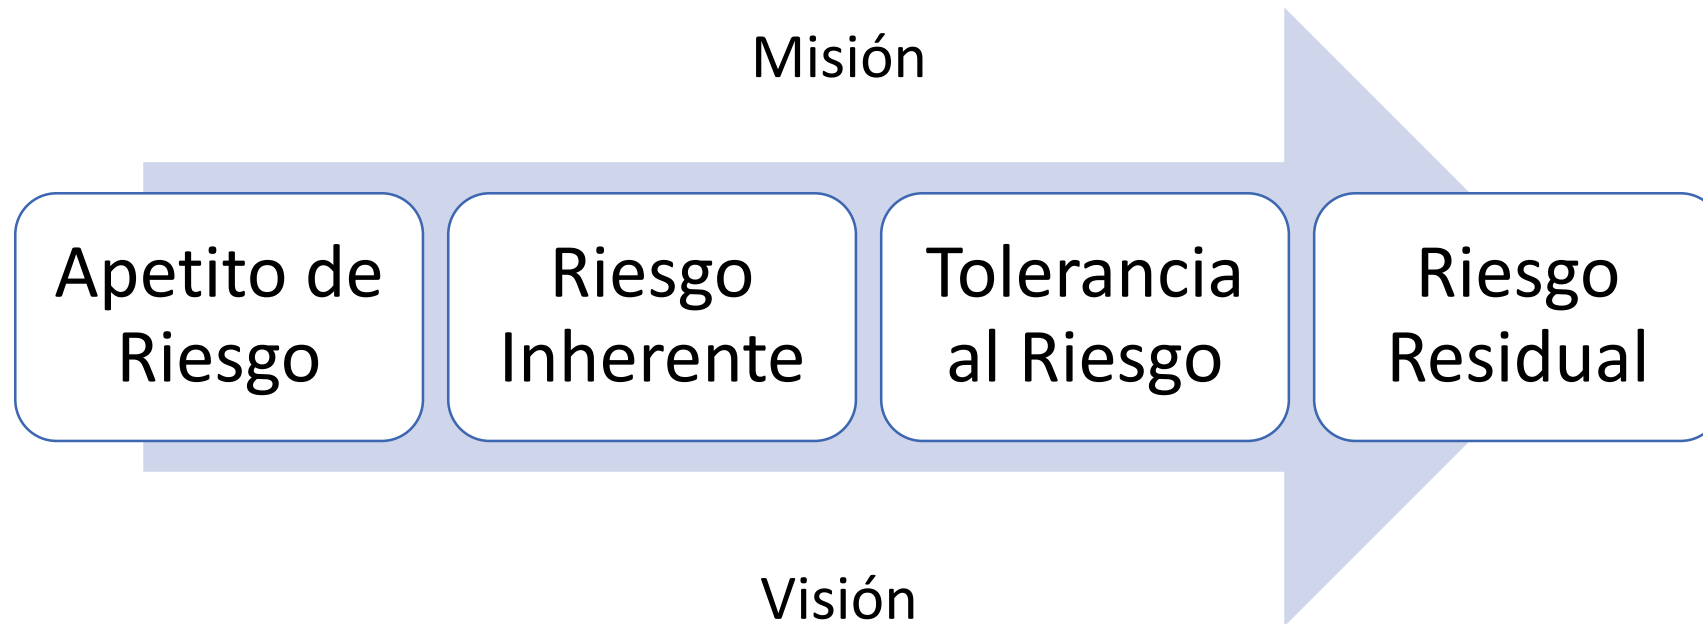 Misión
Apetito de
Riesgo
Riesgo
Inherente
Tolerancia
al Riesgo
Riesgo
Residual
Visión